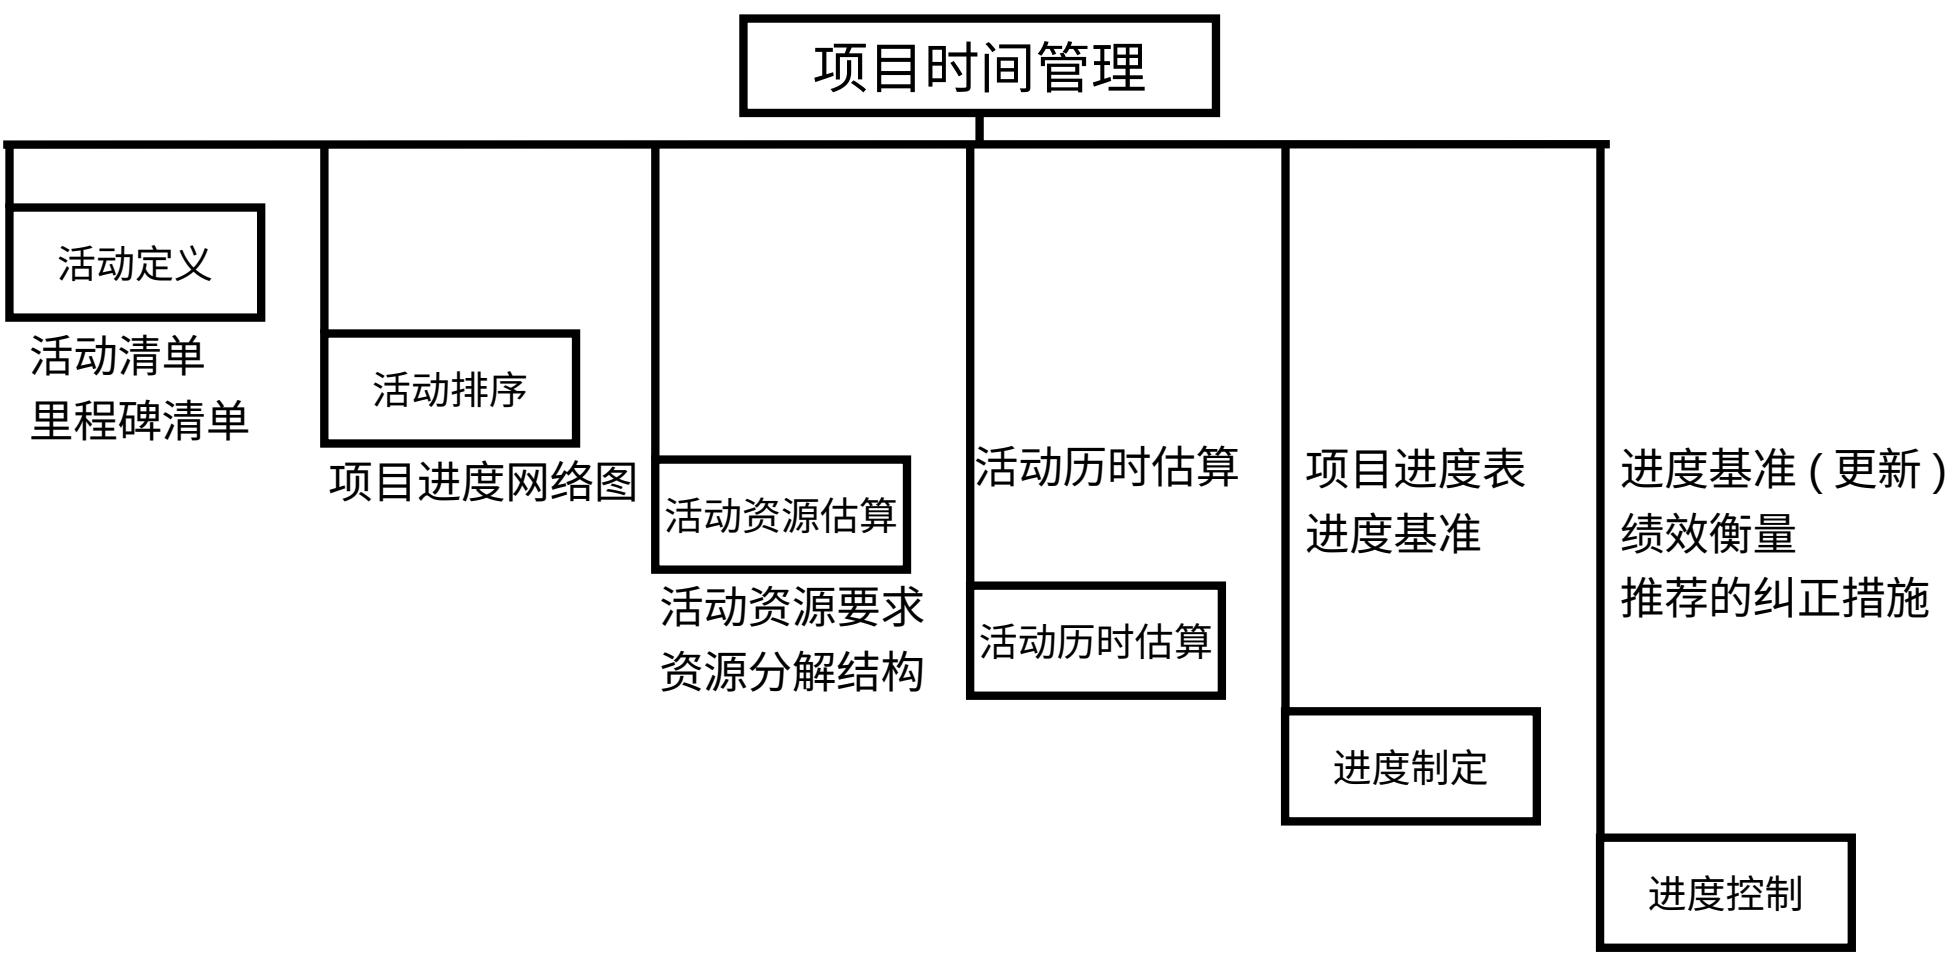 项目时间管理
活动定义
活动清单
里程碑清单
活动排序
项目进度网络图
活动资源估算
活动资源要求
资源分解结构
活动历时估算
活动历时估算
项目进度表
进度基准
进度制定
进度基准 ( 更新 )
绩效衡量
推荐的纠正措施
进度控制